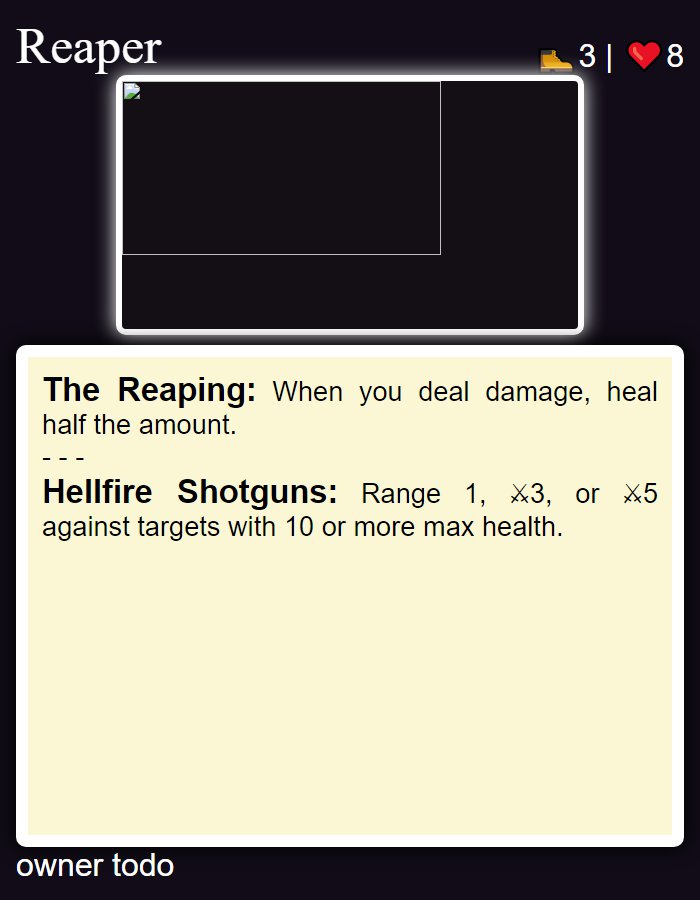 Reaper
🥾3 | ❤️8
The Reaping: When you deal damage, heal
half the amount.
- - -
Hellfire Shotguns: Range 1, ⚔3, or ⚔5
against targets with 10 or more max health.
owner todo